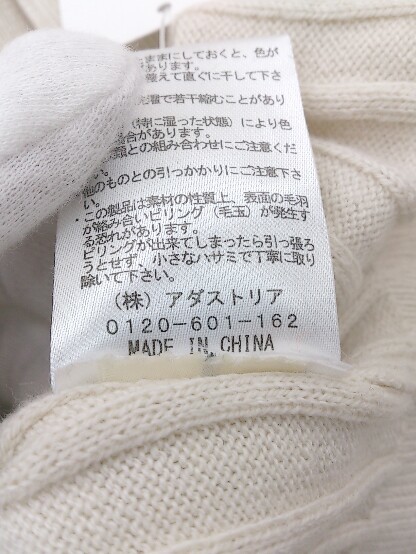 ままにしておくと、色が
あります。
整えて直ぐに干して下さ
洗濯で若干縮むことがあり
(特に湿った状態)により色
場合があります。
類との組み合わせにご注意くだ
い。
・他のものとの引っかかりにご注意下さ
い。
・この製品は素材の性質上、表面の毛羽
が絡み合いピリング(毛玉)が発生す
る恐れがあります。
ピリングが出来てしまったら引っ張ろ
うとせず、小さなハサミで丁寧に取り
除いて下さい。
(株)アダストリア
0120-601-162
MADE IN CHINA